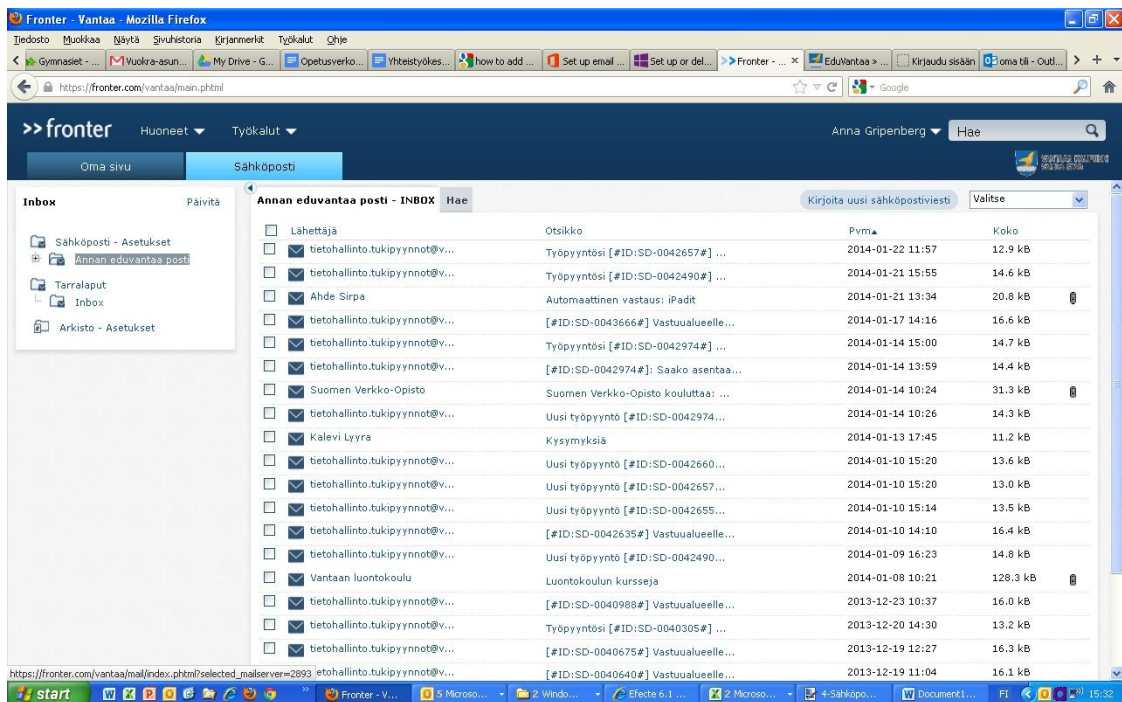 Fronter - Vantaa - Mozilla Firefox
Tiedosto Muokkaa Näytä Sivuhistoria Kirjanmerkit Työkalut Ohje
Gymnasiet - ... Vuokra-asun... My Drive - G... Opetusverko... Yhteistyökes... how to add ... Set up email ... Set up or del... >>Fronter - ... × EduVantaa » ... Kirjaudu sisään oma tili - Outl...
https://fronter.com/vantaa/main.phtml Google
>>fronter Huoneet Työkalut Anna Gripenberg Hae
Oma sivu Sähköposti
Inbox Päivitä
Sähköposti - Asetukset
Annan eduvantaa posti
Tarralaput
Inbox
Arkisto - Asetukset
Annan eduvantaa posti - INBOX Hae Kirjoita uusi sähköpostiviesti Valitse
Lähettäjä Otsikko Pvm Koko
tietohallinto.tukipyynnot@v... Työpyyntösi [#ID:SD-0042657#] ... 2014-01-22 11:57 12.9 kB
tietohallinto.tukipyynnot@v... Työpyyntösi [#ID:SD-0042490#] ... 2014-01-21 15:55 14.6 kB
Ahde Sirpa Automaattinen vastaus: iPadit 2014-01-21 13:34 20.8 kB
tietohallinto.tukipyynnot@v... [#ID:SD-0043666#] Vastuualueelle... 2014-01-17 14:16 16.6 kB
tietohallinto.tukipyynnot@v... Työpyyntösi [#ID:SD-0042974#] ... 2014-01-14 15:00 14.7 kB
tietohallinto.tukipyynnot@v... [#ID:SD-0042974#]: Saako asentaa... 2014-01-14 13:59 14.4 kB
Suomen Verkko-Opisto Suomen Verkko-Opisto kouluttaa: ... 2014-01-14 10:24 31.3 kB
tietohallinto.tukipyynnot@v... Uusi työpyyntö [#ID:SD-0042974... 2014-01-14 10:26 14.3 kB
Kalevi Lyyra Kysymyksiä 2014-01-13 17:45 11.2 kB
tietohallinto.tukipyynnot@v... Uusi työpyyntö [#ID:SD-0042660... 2014-01-10 15:20 13.6 kB
tietohallinto.tukipyynnot@v... Uusi työpyyntö [#ID:SD-0042657... 2014-01-10 15:20 13.0 kB
tietohallinto.tukipyynnot@v... Uusi työpyyntö [#ID:SD-0042655... 2014-01-10 15:14 13.5 kB
tietohallinto.tukipyynnot@v... [#ID:SD-0042635#] Vastuualueelle... 2014-01-10 14:10 16.4 kB
tietohallinto.tukipyynnot@v... Uusi työpyyntö [#ID:SD-0042490... 2014-01-09 16:23 14.8 kB
Vantaan luontokoulu Luontokoulun kursseja 2014-01-08 10:21 128.3 kB
tietohallinto.tukipyynnot@v... [#ID:SD-0040988#] Vastuualueelle... 2013-12-23 10:37 16.0 kB
tietohallinto.tukipyynnot@v... Työpyyntösi [#ID:SD-0040305#] ... 2013-12-20 14:30 13.2 kB
tietohallinto.tukipyynnot@v... [#ID:SD-0040675#] Vastuualueelle... 2013-12-19 12:27 16.3 kB
https://fronter.com/vantaa/mail/index.phtml?selected_mailserver=2893 etohallinto.tukipyynnot@v... [#ID:SD-0040640#] Vastuualueelle... 2013-12-19 11:04 16.1 kB
start Fronter - V... 5 Microso... 2 Windo... Efecte 6.1 ... 2 Microso... 4-Sähköpo... Document1... FI 15:32